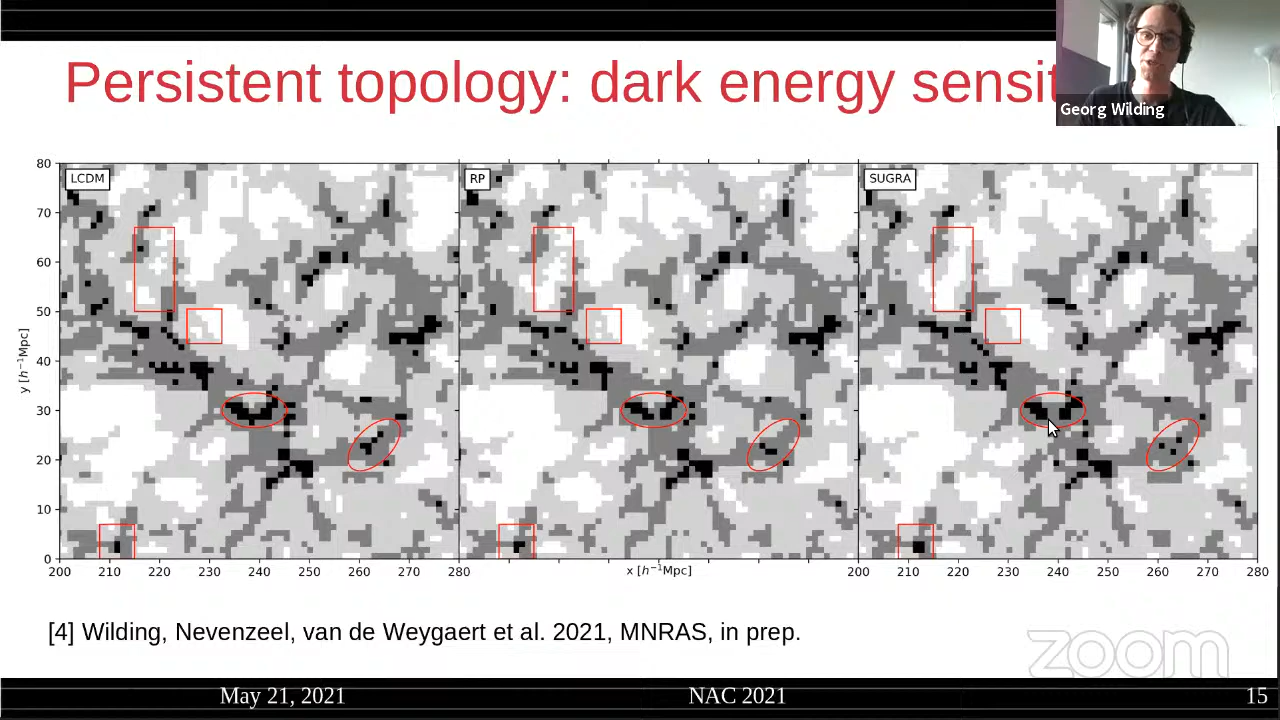 Persistent topology: dark energy sensit
Georg Wilding
LCDM
RP
SUGRA
80
70
60
50
40
30
20
10
0
y [h⁻¹Mpc]
200 210 220 230 240 250 260 270 280
x [h⁻¹Mpc]
200 210 220 230 240 250 260 270 280
[4] Wilding, Nevenzeel, van de Weygaert et al. 2021, MNRAS, in prep.
zoom
May 21, 2021 NAC 2021 15